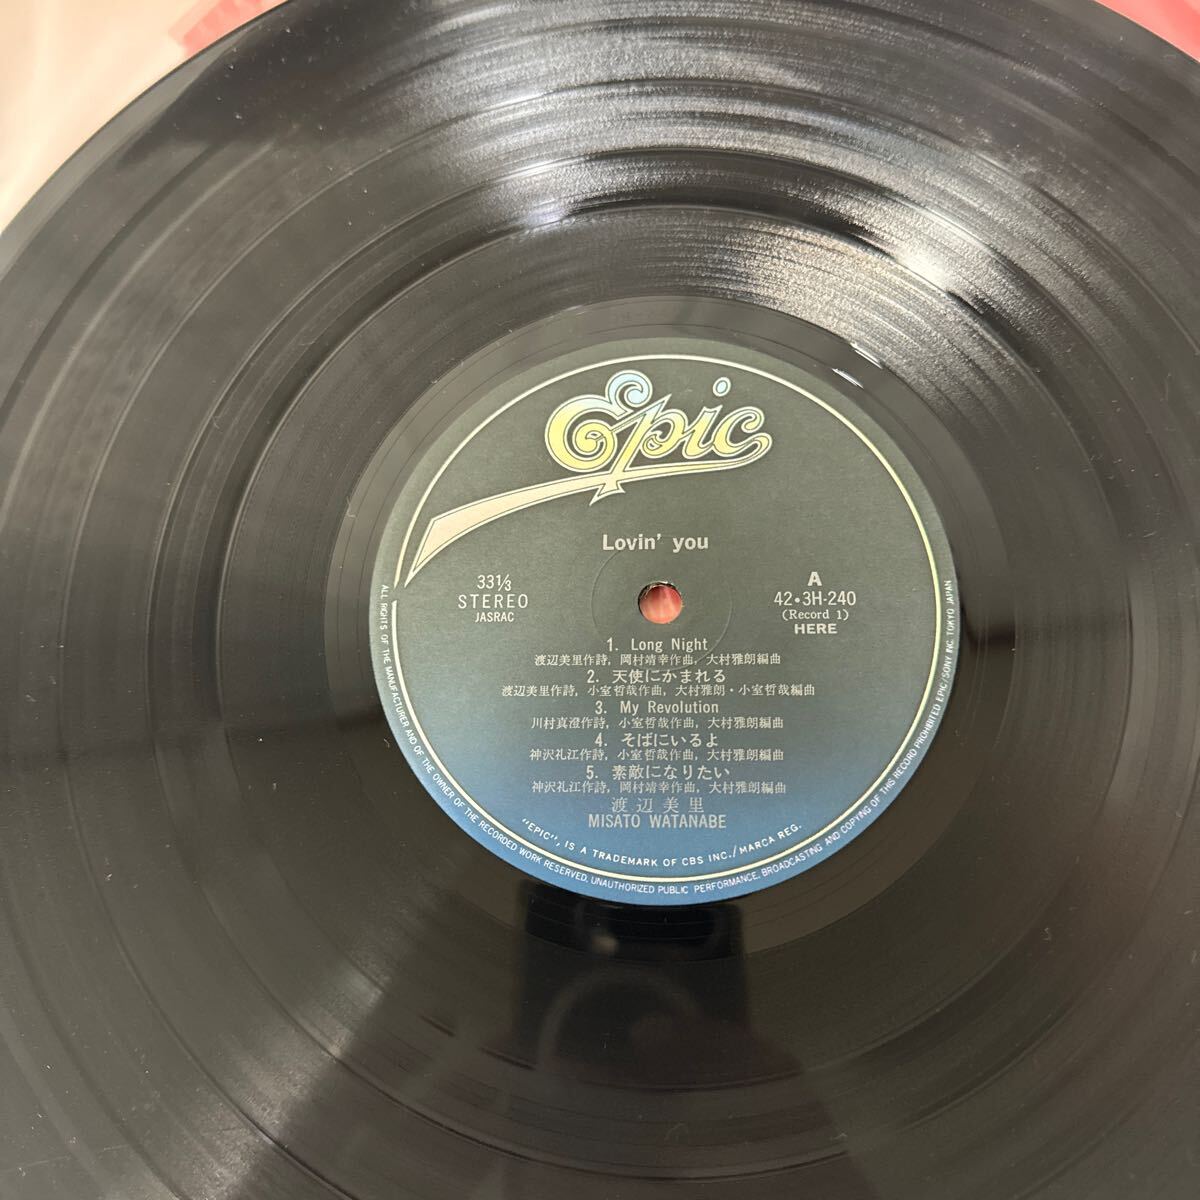 Epic
Lovin' you
33⅓
STEREO
JASRAC
A
42・3H-240
(Record 1)
HERE
1. Long Night
渡辺美里作詩，岡村靖幸作曲，大村雅朗編曲
2. 天使にかまれる
渡辺美里作詩，小室哲哉作曲，大村雅朗・小室哲哉編曲
3. My Revolution
川村真澄作詩，小室哲哉作曲，大村雅朗編曲
4. そばにいるよ
神沢礼江作詩，小室哲哉作曲，大村雅朗編曲
5. 素敵になりたい
神沢礼江作詩，岡村靖幸作曲，大村雅朗編曲
渡辺美里
MISATO WATANABE
"EPIC", IS A TRADEMARK OF CBS INC./MARCA REG.
ALL RIGHTS OF THE MANUFACTURER AND OF THE OWNER OF THE RECORDED WORK RESERVED. UNAUTHORIZED PUBLIC PERFORMANCE, BROADCASTING AND COPYING OF THIS RECORD PROHIBITED EPIC/SONY INC. TOKYO JAPAN